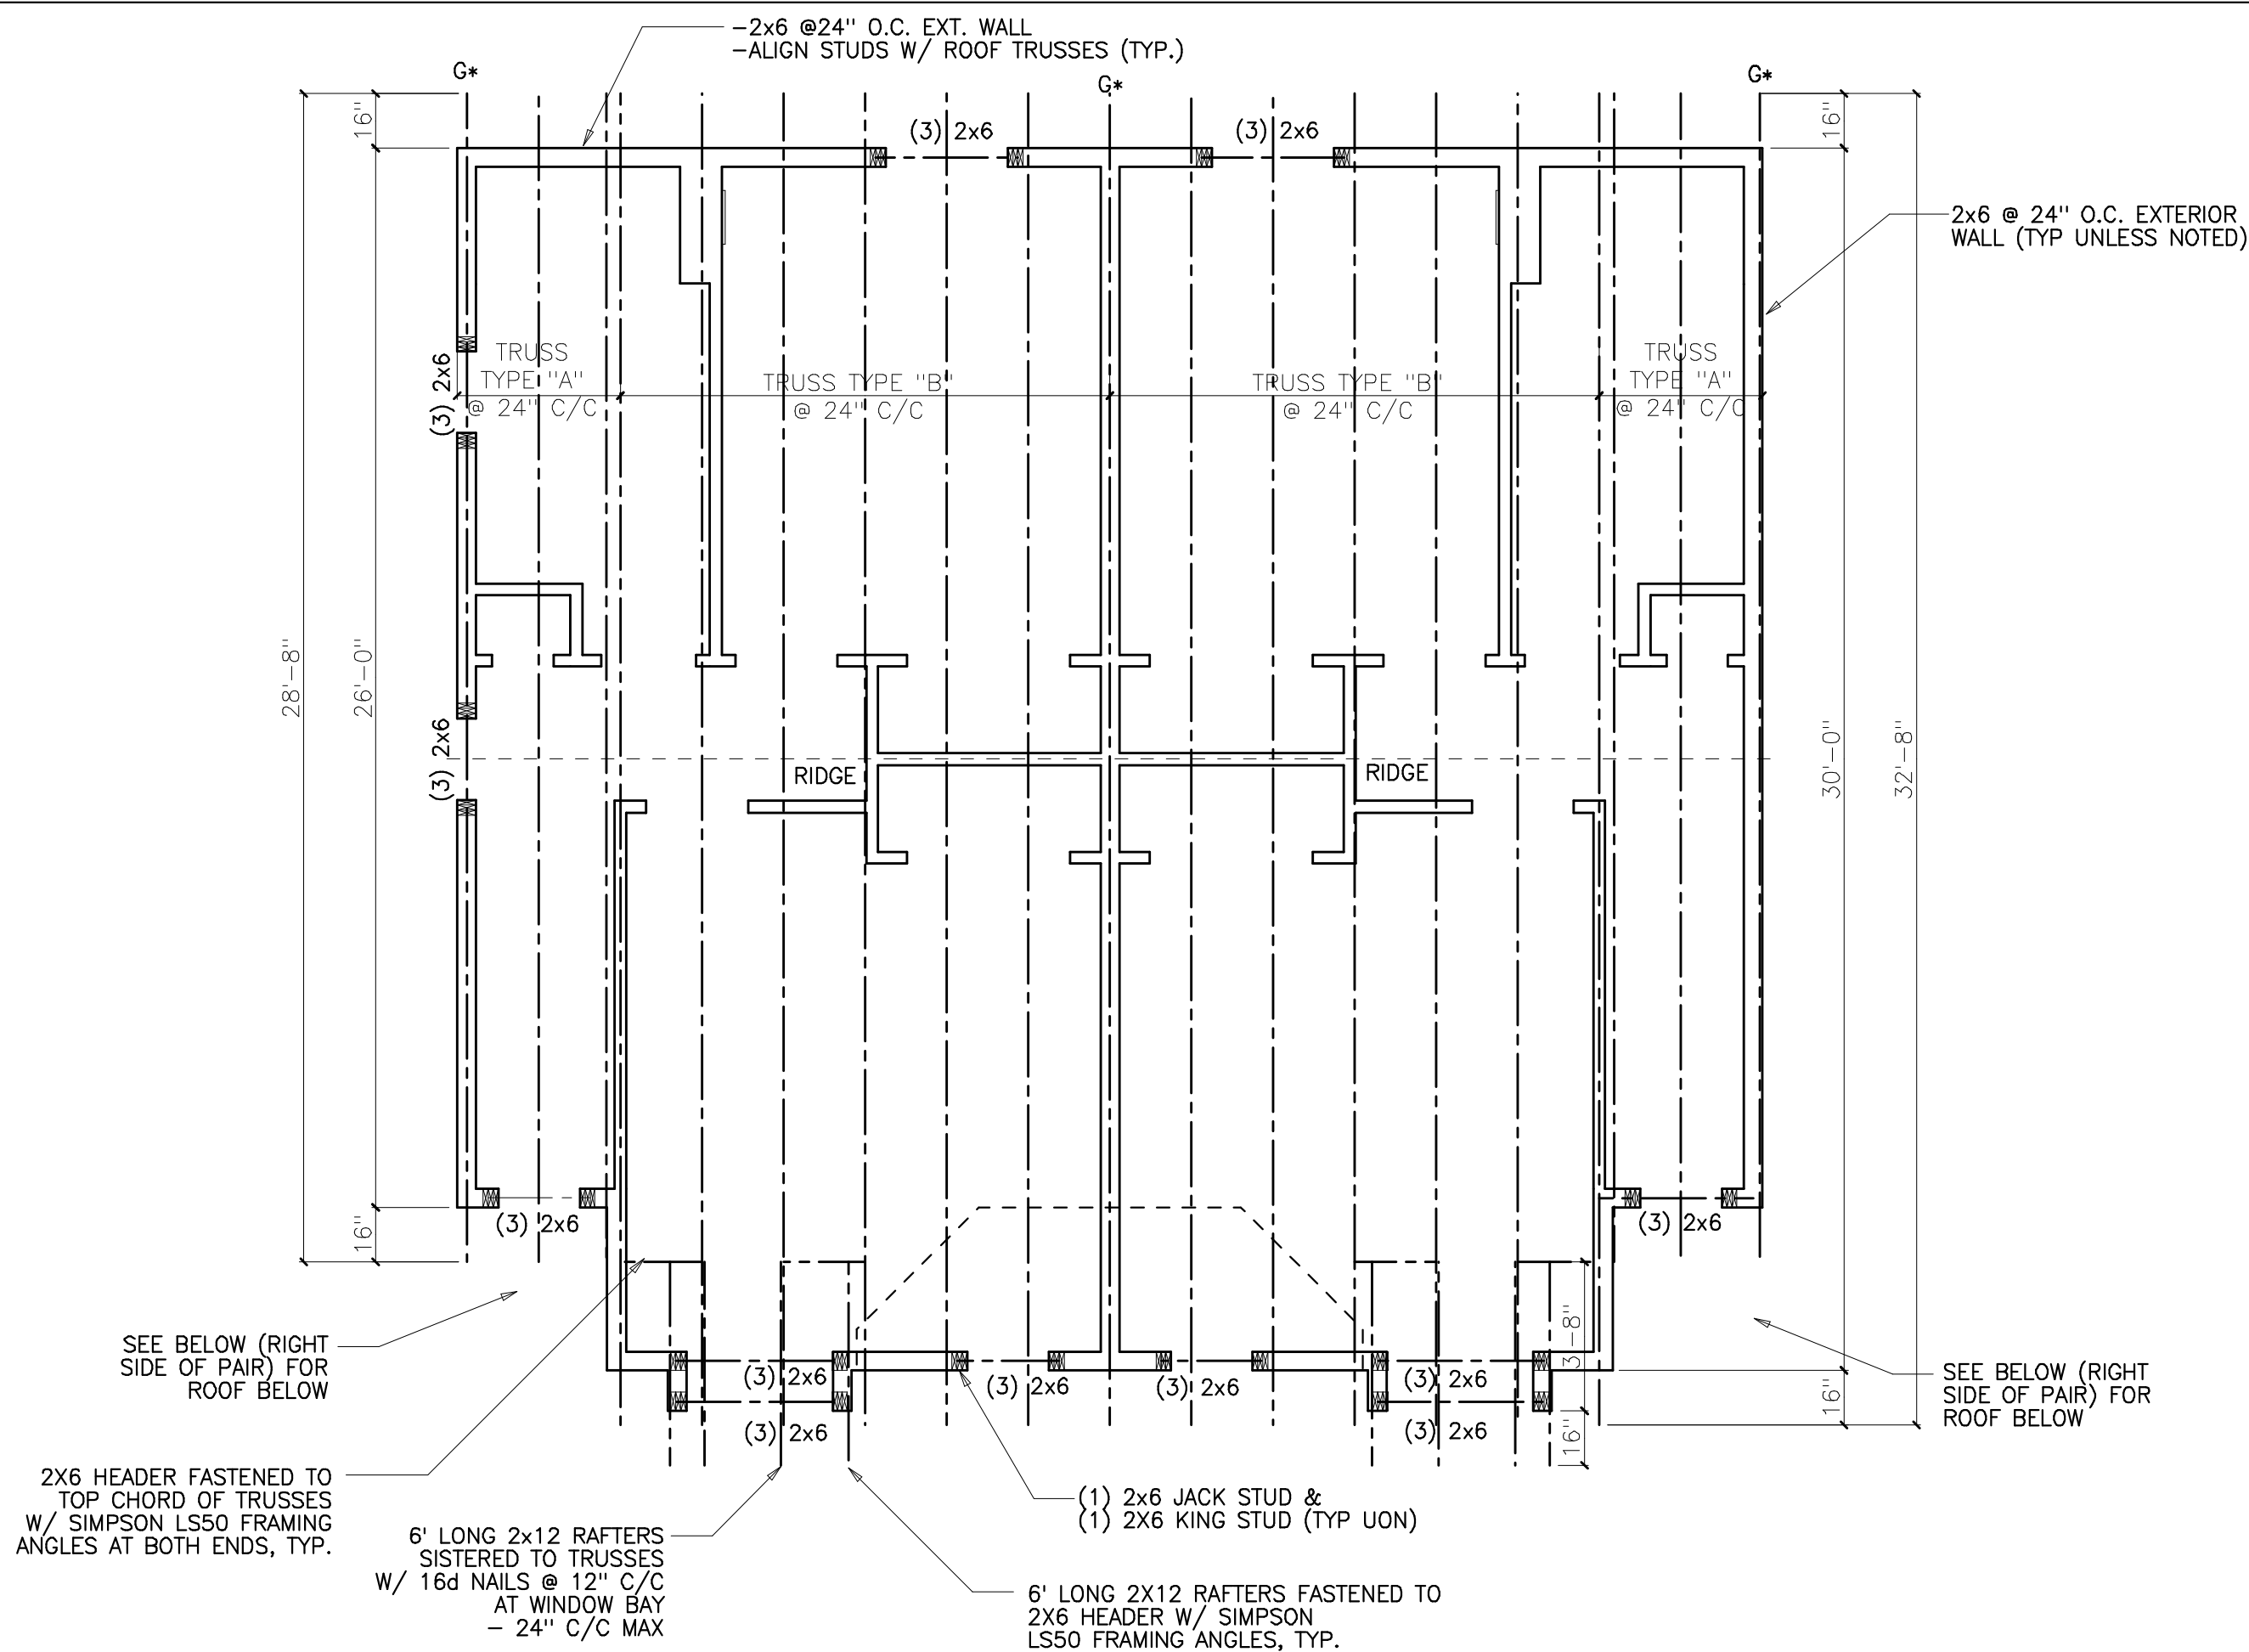 -2x6 @24" O.C. EXT. WALL
-ALIGN STUDS W/ ROOF TRUSSES (TYP.)
G*
G*
G*
16"
16"
(3) 2x6
(3) 2x6
2x6 @ 24" O.C. EXTERIOR
WALL (TYP UNLESS NOTED)
(3) 2x6
TRUSS
TYPE "A"
@ 24" C/C
TRUSS TYPE "B"
@ 24" C/C
TRUSS TYPE "B"
@ 24" C/C
TRUSS
TYPE "A"
@ 24" C/C
28'-8"
26'-0"
(3) 2x6
RIDGE
RIDGE
30'-0"
32'-8"
16"
(3) 2x6
(3) 2x6
SEE BELOW (RIGHT
SIDE OF PAIR) FOR
ROOF BELOW
3'-8"
(3) 2x6
(3) 2x6
(3) 2x6
(3) 2x6
(3) 2x6
(3) 2x6
16"
16"
SEE BELOW (RIGHT
SIDE OF PAIR) FOR
ROOF BELOW
2X6 HEADER FASTENED TO
TOP CHORD OF TRUSSES
W/ SIMPSON LS50 FRAMING
ANGLES AT BOTH ENDS, TYP.
6' LONG 2x12 RAFTERS
SISTERED TO TRUSSES
W/ 16d NAILS @ 12" C/C
AT WINDOW BAY
- 24" C/C MAX
(1) 2x6 JACK STUD &
(1) 2X6 KING STUD (TYP UON)
6' LONG 2X12 RAFTERS FASTENED TO
2X6 HEADER W/ SIMPSON
LS50 FRAMING ANGLES, TYP.